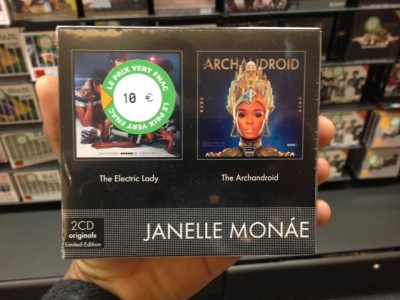 LE PRIX VERT FNAC
10 €
LE PRIX VERT FNAC
ARCHANDROID
The Electric Lady
The Archandroid
2CD
originals
Limited Edition
JANELLE MONÁE